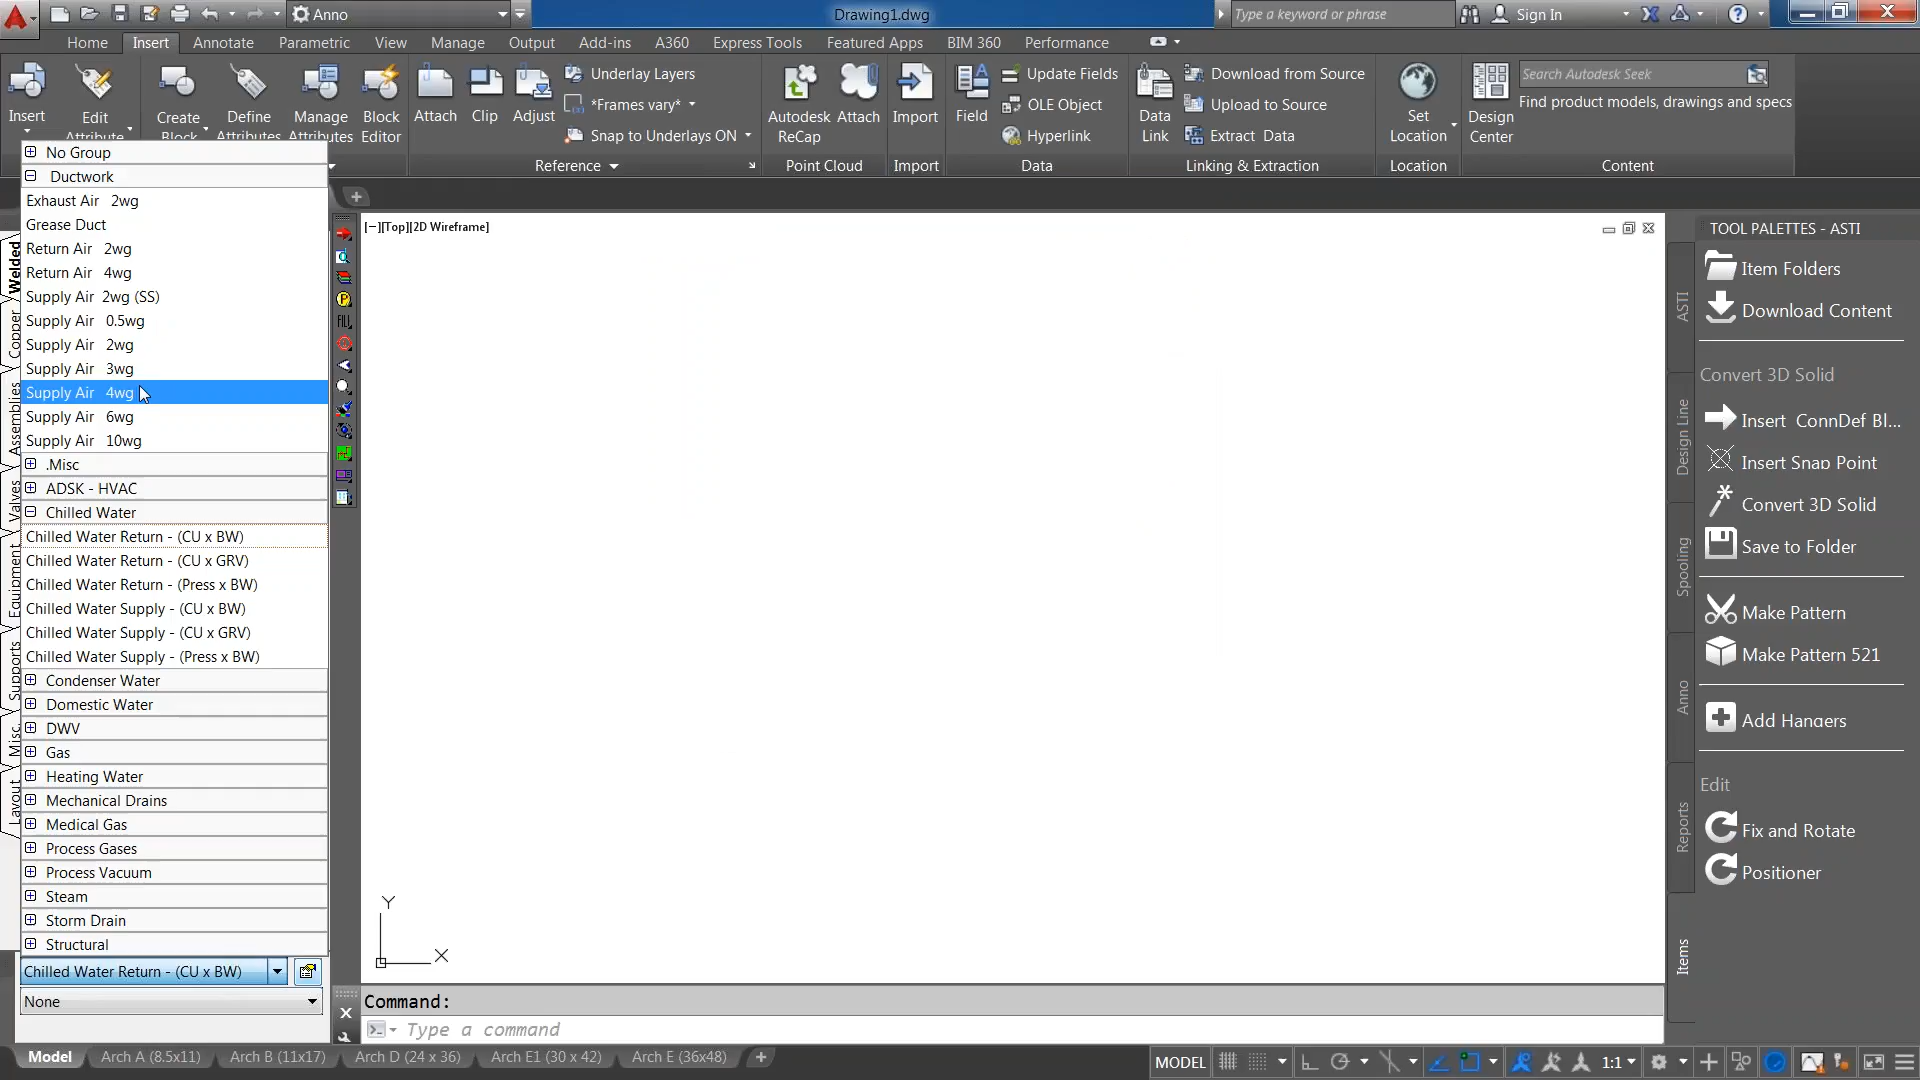 Anno
Drawing1.dwg
Type a keyword or phrase
Sign In
Home
Insert
Annotate
Parametric
View
Manage
Output
Add-ins
A360
Express Tools
Featured Apps
BIM 360
Performance
Insert
Edit
Attribute
Create
Block
Define
Attributes
Manage
Attributes
Block
Editor
Attach
Clip
Adjust
Underlay Layers
*Frames vary*
Snap to Underlays ON
Reference
Autodesk
ReCap
Attach
Point Cloud
Import
Import
Field
Update Fields
OLE Object
Hyperlink
Data
Data
Link
Download from Source
Upload to Source
Extract Data
Linking & Extraction
Set
Location
Location
Design
Center
Search Autodesk Seek
Find product models, drawings and specs
Content
No Group
Ductwork
Exhaust Air 2wg
Grease Duct
Return Air 2wg
Return Air 4wg
Supply Air 2wg (SS)
Supply Air 0.5wg
Supply Air 2wg
Supply Air 3wg
Supply Air 4wg
Supply Air 6wg
Supply Air 10wg
.Misc
ADSK - HVAC
Chilled Water
Chilled Water Return - (CU x BW)
Chilled Water Return - (CU x GRV)
Chilled Water Return - (Press x BW)
Chilled Water Supply - (CU x BW)
Chilled Water Supply - (CU x GRV)
Chilled Water Supply - (Press x BW)
Condenser Water
Domestic Water
DWV
Gas
Heating Water
Mechanical Drains
Medical Gas
Process Gases
Process Vacuum
Steam
Storm Drain
Structural
Chilled Water Return - (CU x BW)
None
Welded
Copper
Assemblies
Valves
Equipment
Supports
Misc.
Layout
FILL
[−][Top][2D Wireframe]
Y
X
Command:
Type a command
TOOL PALETTES - ASTI
Item Folders
Download Content
Convert 3D Solid
Insert ConnDef Bl...
Insert Snap Point
Convert 3D Solid
Save to Folder
Make Pattern
Make Pattern 521
Add Hangers
Edit
Fix and Rotate
Positioner
ASTI
Design Line
Spooling
Anno
Reports
Items
Model
Arch A (8.5x11)
Arch B (11x17)
Arch D (24 x 36)
Arch E1 (30 x 42)
Arch E (36x48)
MODEL
1:1